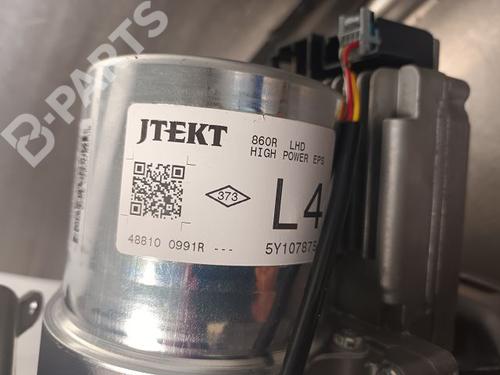 B-PARTS
JTEKT
860R LHD
HIGH POWER EPS
373
L4
48810 0991R ---
5Y107875